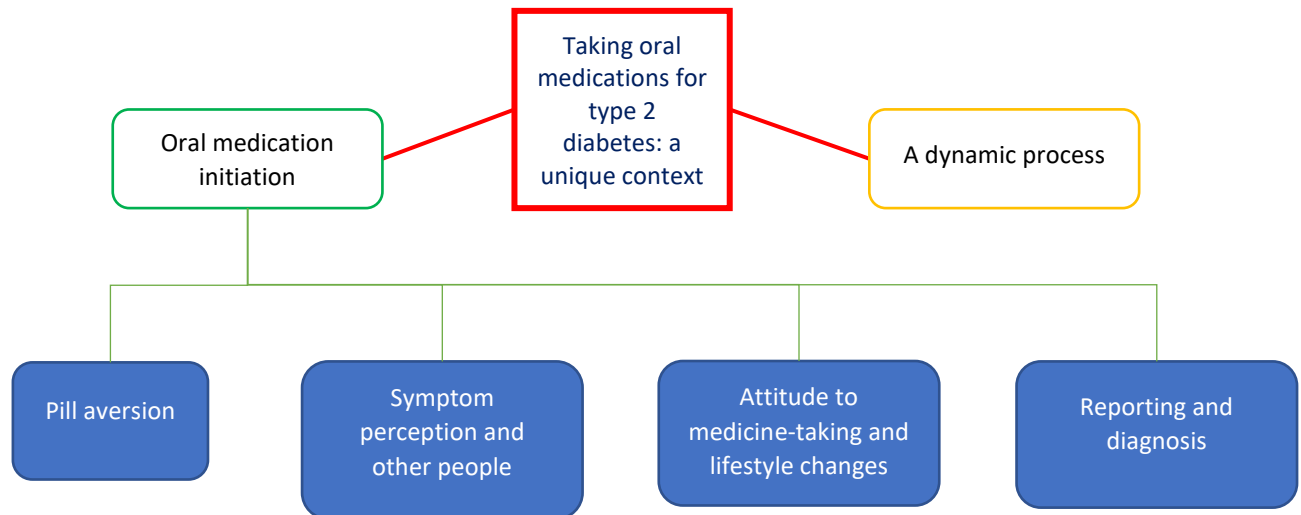 Taking oral
medications for
type 2
diabetes: a
unique context
Oral medication
initiation
A dynamic process
Pill aversion
Symptom
perception and
other people
Attitude to
medicine-taking and
lifestyle changes
Reporting and
diagnosis